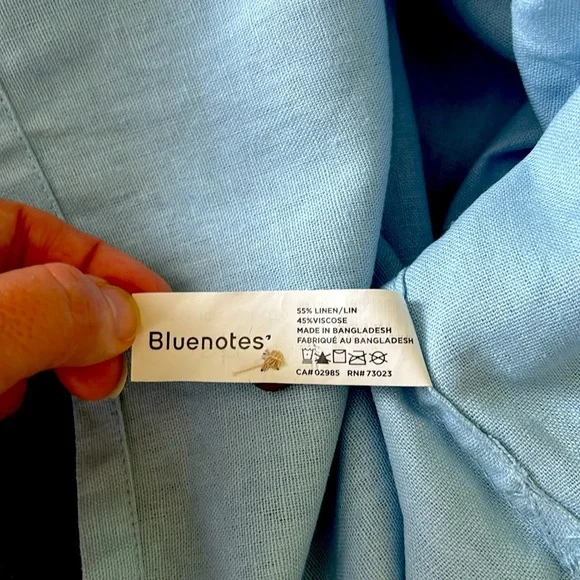 Bluenotes'
55% LINEN/LIN
45%VISCOSE
MADE IN BANGLADESH
FABRIQUÉ AU BANGLADESH
CA# 02985 RN# 73023